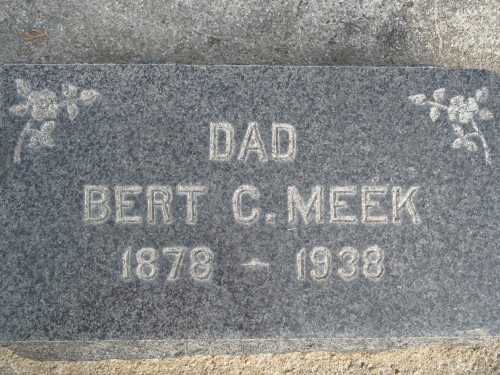 DAD
BERT C. MEEK
1878 - 1938